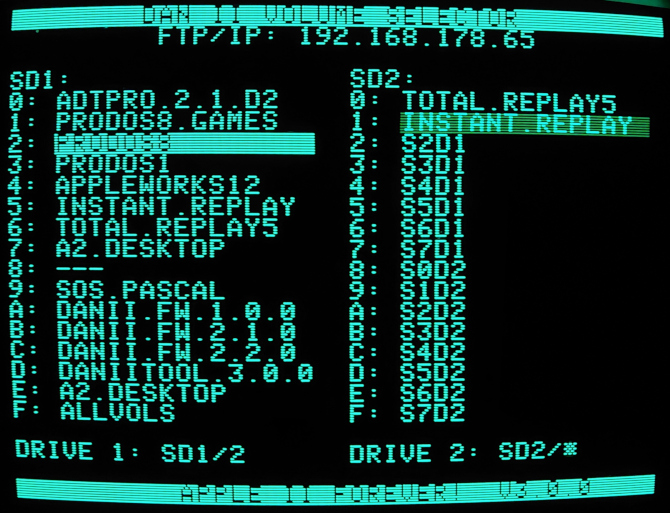 DAN II VOLUME SELECTOR
FTP/IP: 192.168.178.65
SD1:
0: ADTPRO.2.1.D2
1: PRODOS8.GAMES
2: PRODOS8
3: PRODOS1
4: APPLEWORKS12
5: INSTANT.REPLAY
6: TOTAL.REPLAY5
7: A2.DESKTOP
8: ---
9: SOS.PASCAL
A: DANII.FW.1.0.0
B: DANII.FW.2.1.0
C: DANII.FW.2.2.0
D: DANIITOOL.3.0.0
E: A2.DESKTOP
F: ALLVOLS
SD2:
0: TOTAL.REPLAY5
1: INSTANT.REPLAY
2: S2D1
3: S3D1
4: S4D1
5: S5D1
6: S6D1
7: S7D1
8: S0D2
9: S1D2
A: S2D2
B: S3D2
C: S4D2
D: S5D2
E: S6D2
F: S7D2
DRIVE 1: SD1/2
DRIVE 2: SD2/
APPLE II FOREVER! V3.0.0